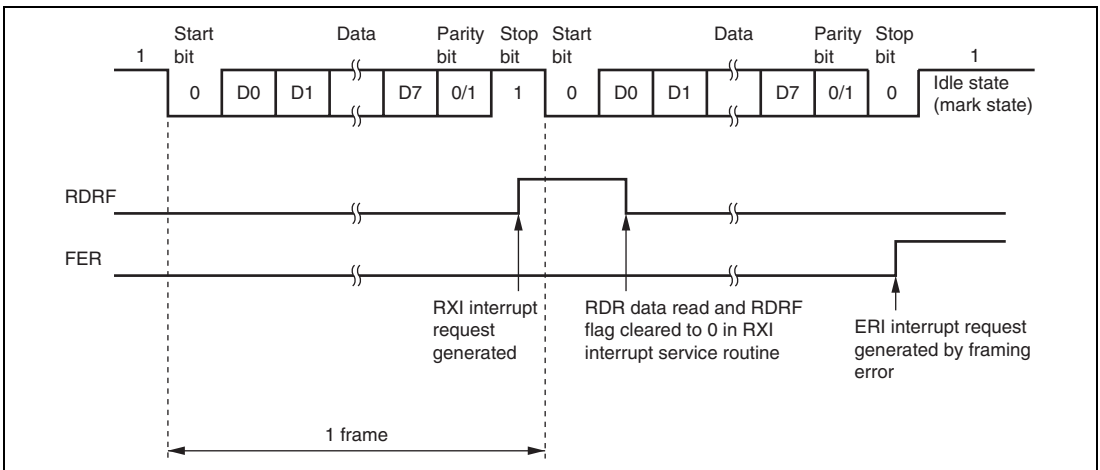 Start Data Parity Stop Start Data Parity Stop
1 bit bit bit bit bit bit 1
0 D0 D1 D7 0/1 1 0 D0 D1 D7 0/1 0 Idle state
(mark state)
RDRF
FER
RXI interrupt
request
generated
RDR data read and RDRF
flag cleared to 0 in RXI
interrupt service routine
ERI interrupt request
generated by framing
error
1 frame